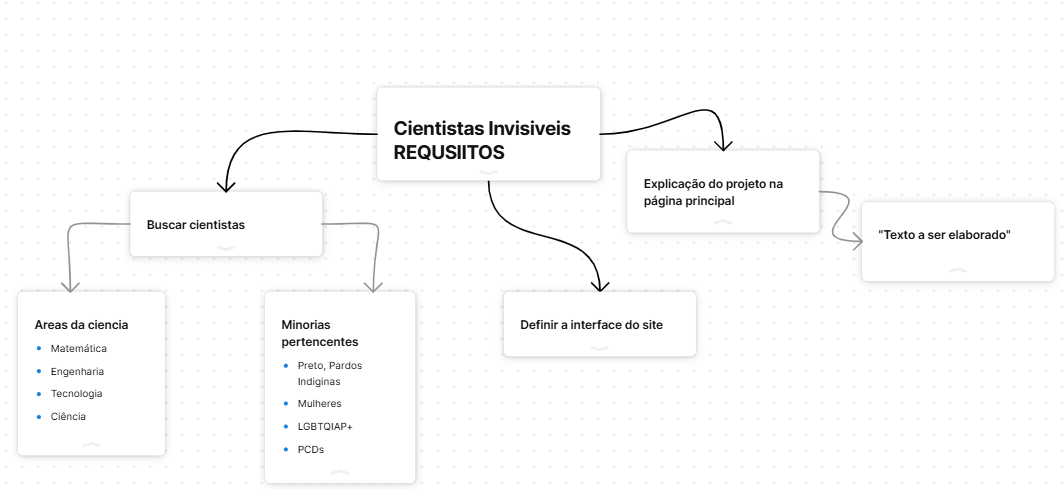 Cientistas Invisiveis
REQUSIITOS
Explicação do projeto na
página principal
"Texto a ser elaborado"
Buscar cientistas
Areas da ciencia
Matemática
Engenharia
Tecnologia
Ciência
Minorias
pertencentes
Preto, Pardos
Indiginas
Mulheres
LGBTQIAP+
PCDs
Definir a interface do site